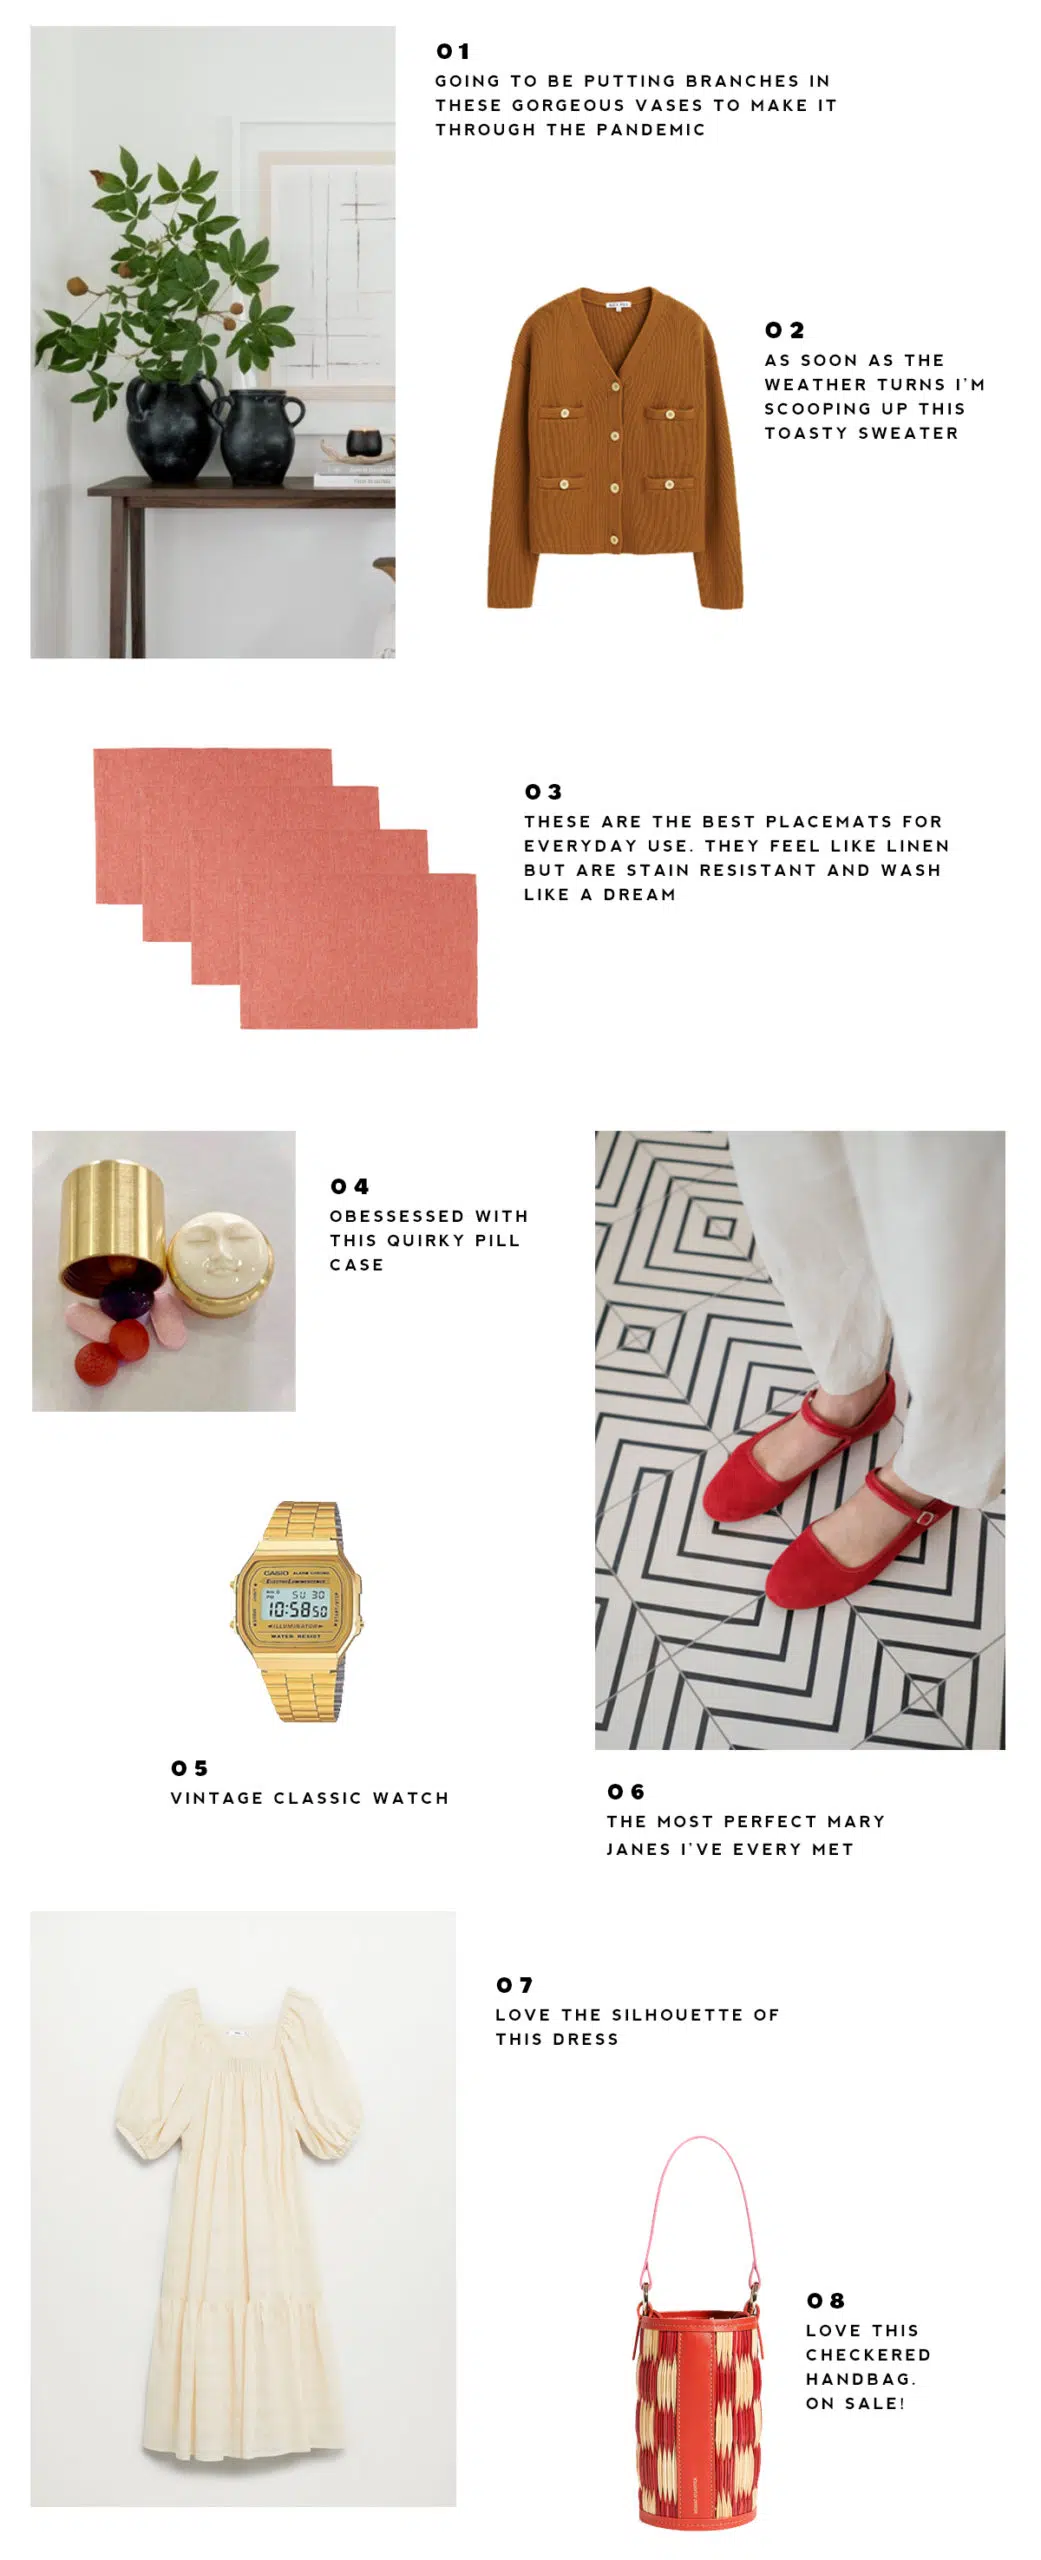 01
GOING TO BE PUTTING BRANCHES IN
THESE GORGEOUS VASES TO MAKE IT
THROUGH THE PANDEMIC
02
AS SOON AS THE
WEATHER TURNS I'M
SCOOPING UP THIS
TOASTY SWEATER
03
THESE ARE THE BEST PLACEMATS FOR
EVERYDAY USE. THEY FEEL LIKE LINEN
BUT ARE STAIN RESISTANT AND WASH
LIKE A DREAM
04
OBESSESSED WITH
THIS QUIRKY PILL
CASE
CASIO ALARM CHRONO
ELECTRO LUMINESCENCE
SU 30
10:58 50
ILLUMINATOR
WATER RESIST
05
VINTAGE CLASSIC WATCH
06
THE MOST PERFECT MARY
JANES I'VE EVERY MET
07
LOVE THE SILHOUETTE OF
THIS DRESS
08
LOVE THIS
CHECKERED
HANDBAG.
ON SALE!